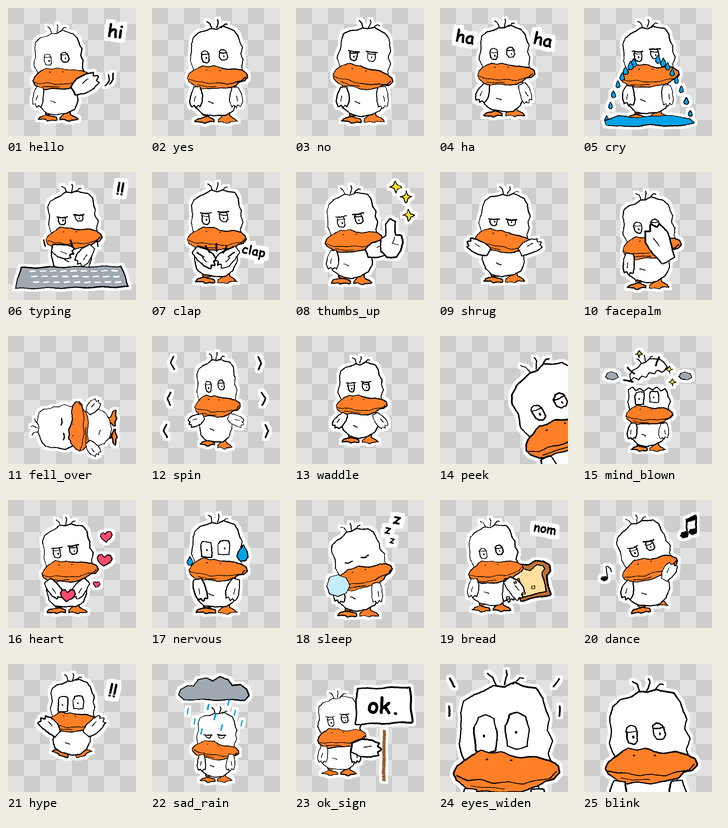 hi
ha
ha
01 hello
02 yes
03 no
04 ha
05 cry
!!
clap
06 typing
07 clap
08 thumbs_up
09 shrug
10 facepalm
11 fell_over
12 spin
13 waddle
14 peek
15 mind_blown
z
z
z
nom
16 heart
17 nervous
18 sleep
19 bread
20 dance
!!
ok.
21 hype
22 sad_rain
23 ok_sign
24 eyes_widen
25 blink